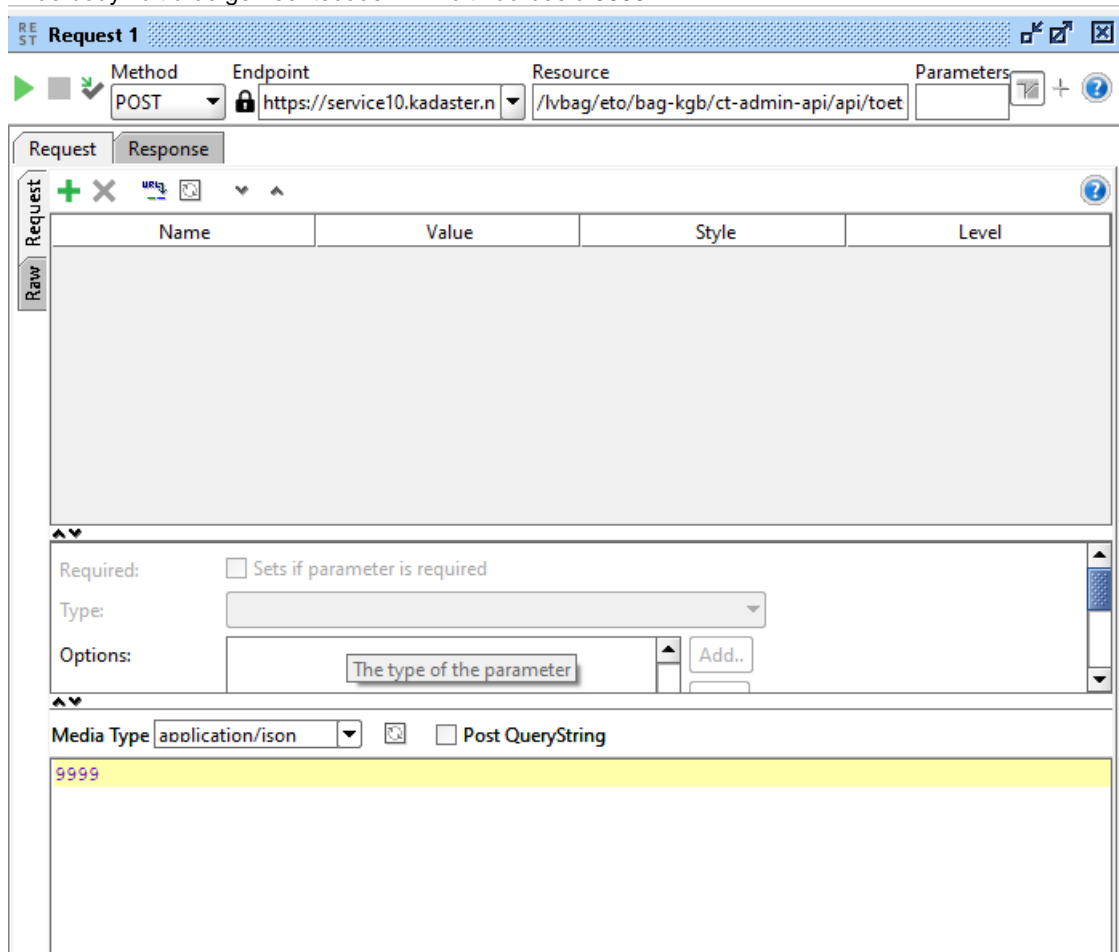 RE ST Request 1
Method Endpoint Resource Parameters
POST https://service10.kadaster.n /lvbag/eto/bag-kgb/ct-admin-api/api/toet
Request Response
Request
Raw
Name Value Style Level
Required: Sets if parameter is required
Type:
Options: Add..
The type of the parameter
Media Type application/json Post QueryString
9999